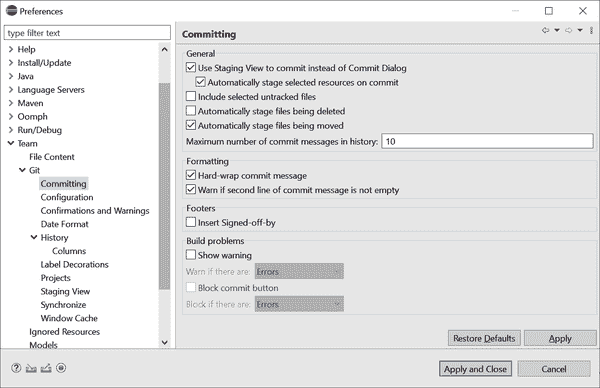 Preferences
type filter text
Help
Install/Update
Java
Language Servers
Maven
Oomph
Run/Debug
Team
File Content
Git
Committing
Configuration
Confirmations and Warnings
Date Format
History
Columns
Label Decorations
Projects
Staging View
Synchronize
Window Cache
Ignored Resources
Models
Committing
General
Use Staging View to commit instead of Commit Dialog
Automatically stage selected resources on commit
Include selected untracked files
Automatically stage files being deleted
Automatically stage files being moved
Maximum number of commit messages in history: 10
Formatting
Hard-wrap commit message
Warn if second line of commit message is not empty
Footers
Insert Signed-off-by
Build problems
Show warning
Warn if there are: Errors
Block commit button
Block if there are: Errors
Restore Defaults Apply
Apply and Close Cancel